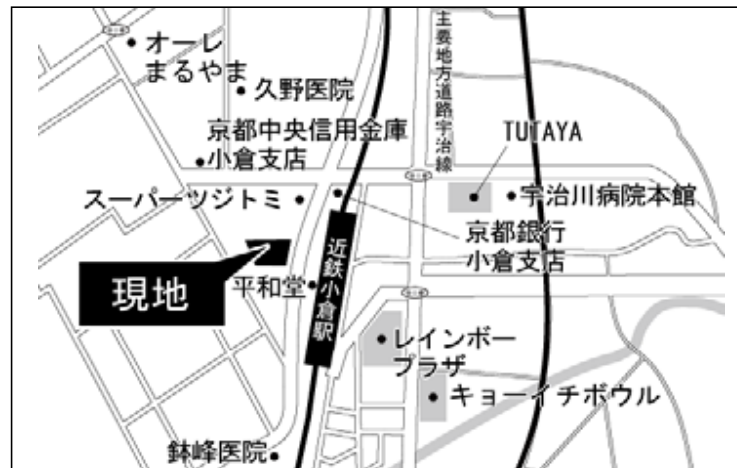 オーレ
まるやま
久野医院
京都中央信用金庫
小倉支店
スーパーツジトミ
主要地方道路宇治線
TUTAYA
宇治川病院本館
京都銀行
小倉支店
現地
平和堂
近鉄小倉駅
レインボー
プラザ
キョーイチボウル
鉢峰医院